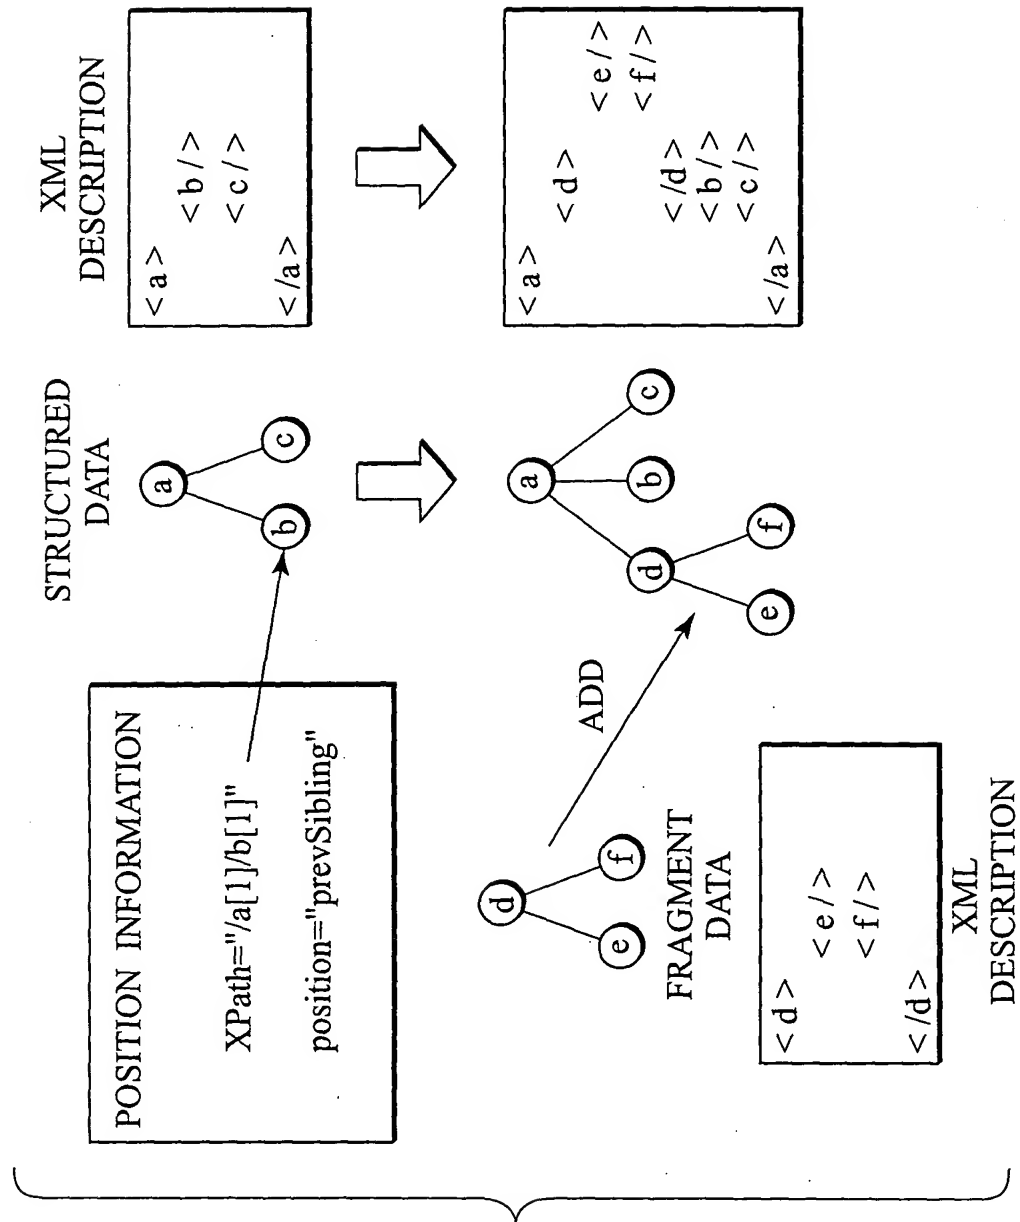 POSITION INFORMATION
XPath="/a[1]/b[1]"
position="prevSibling"
STRUCTURED
DATA
a
b
c
XML
DESCRIPTION
<a>
<b/>
<c/>
</a>
d
e
f
FRAGMENT
DATA
ADD
a
d
b
c
e
f
<a>
<d>
<e/>
<f/>
</d>
<b/>
<c/>
</a>
<d>
<e/>
<f/>
</d>
XML
DESCRIPTION